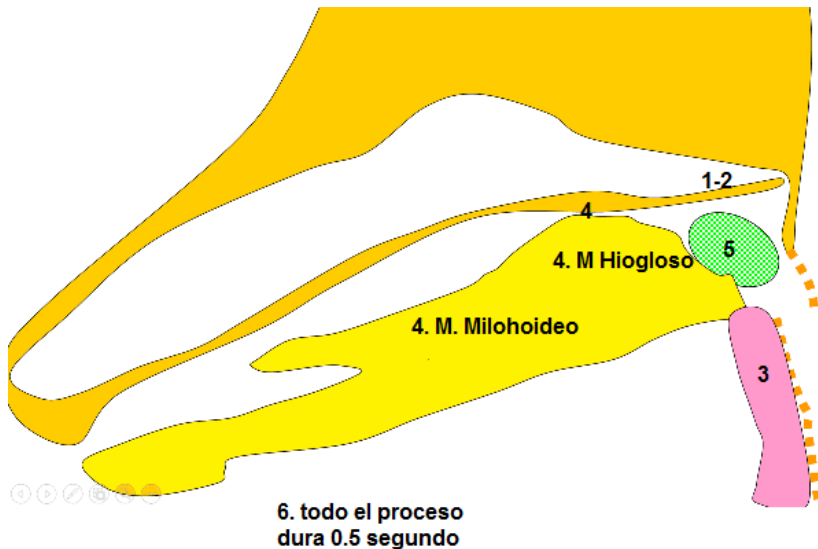 1-2
4
5
4. M Hiogloso
4. M. Milohoideo
3
6. todo el proceso
dura 0.5 segundo